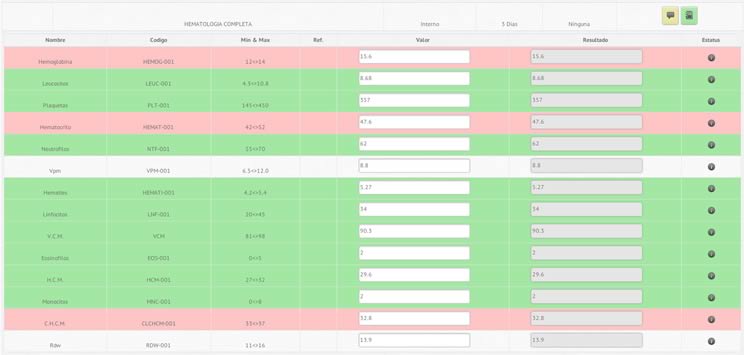 HEMATOLOGIA COMPLETA Interno 3 Dias Ninguna
Nombre Codigo Min & Max Ref. Valor Resultado Estatus
Hemoglobina HEMOG-001 12<>14 15.6 15.6
Leucocitos LEUC-001 4.5<>10.8 8.68 8.68
Plaquetas PLT-001 145<>450 357 357
Hematocrito HEMAT-001 42<>52 47.6 47.6
Neutrofilos NTF-001 55<>70 62 62
Vpm VPM-001 6.5<>12.0 8.8 8.8
Hematies HEMATI-001 4.2<>5.4 5.27 5.27
Linfocitos LNF-001 20<>45 34 34
V.C.M. VCM 81<>98 90.3 90.3
Eosinofilos EOS-001 0<>5 2 2
H.C.M. HCM-001 27<>32 29.6 29.6
Monocitos MNC-001 0<>8 2 2
C.H.C.M. CLCHCM-001 33<>37 32.8 32.8
Rdw RDW-001 11<>16 13.9 13.9